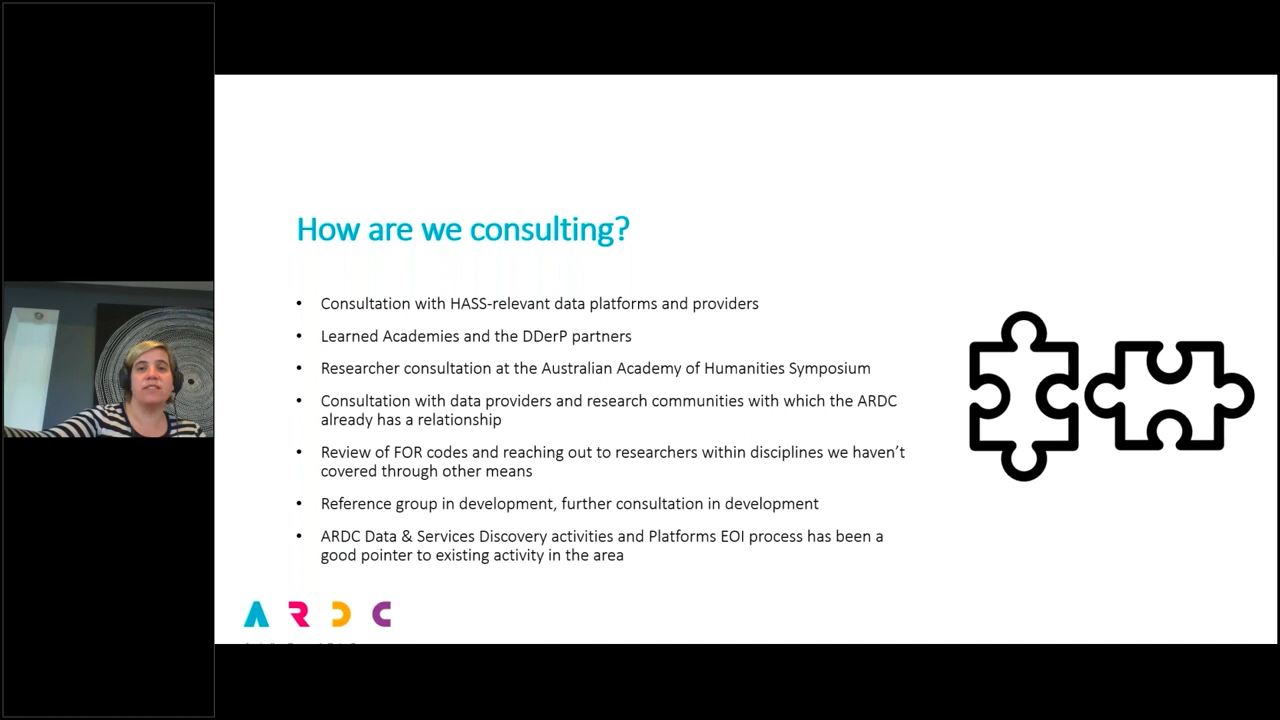 How are we consulting?
• Consultation with HASS-relevant data platforms and providers
• Learned Academies and the DDerP partners
• Researcher consultation at the Australian Academy of Humanities Symposium
• Consultation with data providers and research communities with which the ARDC
already has a relationship
• Review of FOR codes and reaching out to researchers within disciplines we haven’t
covered through other means
• Reference group in development, further consultation in development
• ARDC Data & Services Discovery activities and Platforms EOI process has been a
good pointer to existing activity in the area
ARDC